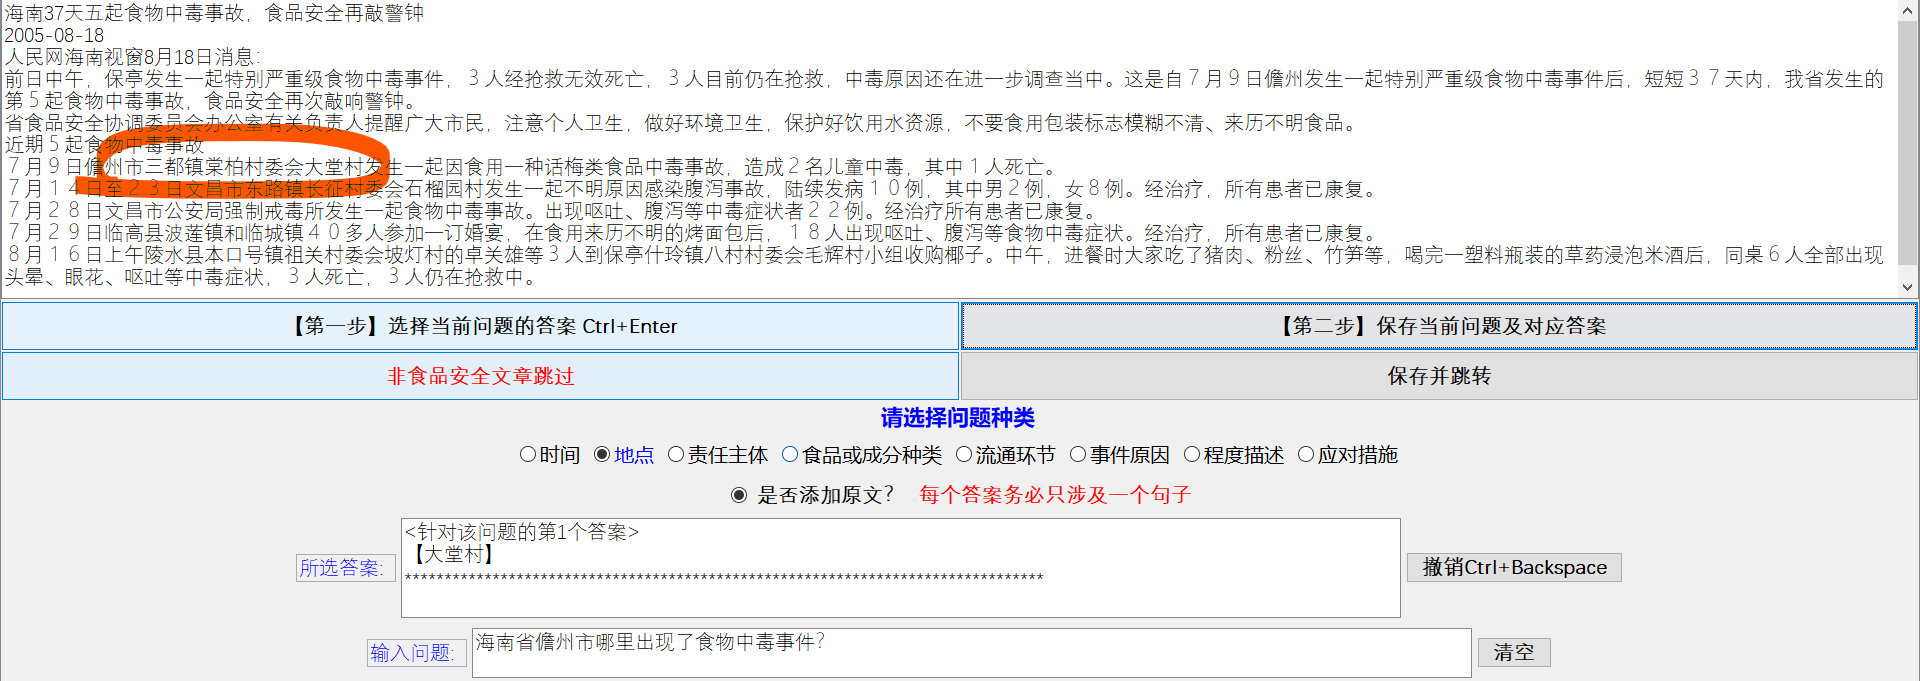 海南37天五起食物中毒事故，食品安全再敲警钟
2005-08-18
人民网海南视窗8月18日消息：
前日中午，保亭发生一起特别严重级食物中毒事件，３人经抢救无效死亡，３人目前仍在抢救，中毒原因还在进一步调查当中。这是自７月９日儋州发生一起特别严重级食物中毒事件后，短短３７天内，我省发生的
第５起食物中毒事故，食品安全再次敲响警钟。
省食品安全协调委员会办公室有关负责人提醒广大市民，注意个人卫生，做好环境卫生，保护好饮用水资源，不要食用包装标志模糊不清、来历不明食品。
近期５起食物中毒事故
７月９日儋州市三都镇棠柏村委会大堂村发生一起因食用一种话梅类食品中毒事故，造成２名儿童中毒，其中１人死亡。
７月１４日至２３日文昌市东路镇长征村委会石榴园村发生一起不明原因感染腹泻事故，陆续发病１０例，其中男２例，女８例。经治疗，所有患者已康复。
７月２８日文昌市公安局强制戒毒所发生一起食物中毒事故。出现呕吐、腹泻等中毒症状者２２例。经治疗所有患者已康复。
７月２９日临高县波莲镇和临城镇４０多人参加一订婚宴，在食用来历不明的烤面包后，１８人出现呕吐、腹泻等食物中毒症状。经治疗，所有患者已康复。
８月１６日上午陵水县本口号镇祖关村委会坡灯村的卓关雄等３人到保亭什玲镇八村村委会毛辉村小组收购椰子。中午，进餐时大家吃了猪肉、粉丝、竹笋等，喝完一塑料瓶装的草药浸泡米酒后，同桌６人全部出现
头晕、眼花、呕吐等中毒症状，３人死亡，３人仍在抢救中。
【第一步】选择当前问题的答案 Ctrl+Enter
【第二步】保存当前问题及对应答案
非食品安全文章跳过
保存并跳转
请选择问题种类
时间 地点 责任主体 食品或成分种类 流通环节 事件原因 程度描述 应对措施
是否添加原文？ 每个答案务必只涉及一个句子
<针对该问题的第1个答案>
【大堂村】
********************************************************************************
所选答案:
撤销Ctrl+Backspace
输入问题:
海南省儋州市哪里出现了食物中毒事件？
清空